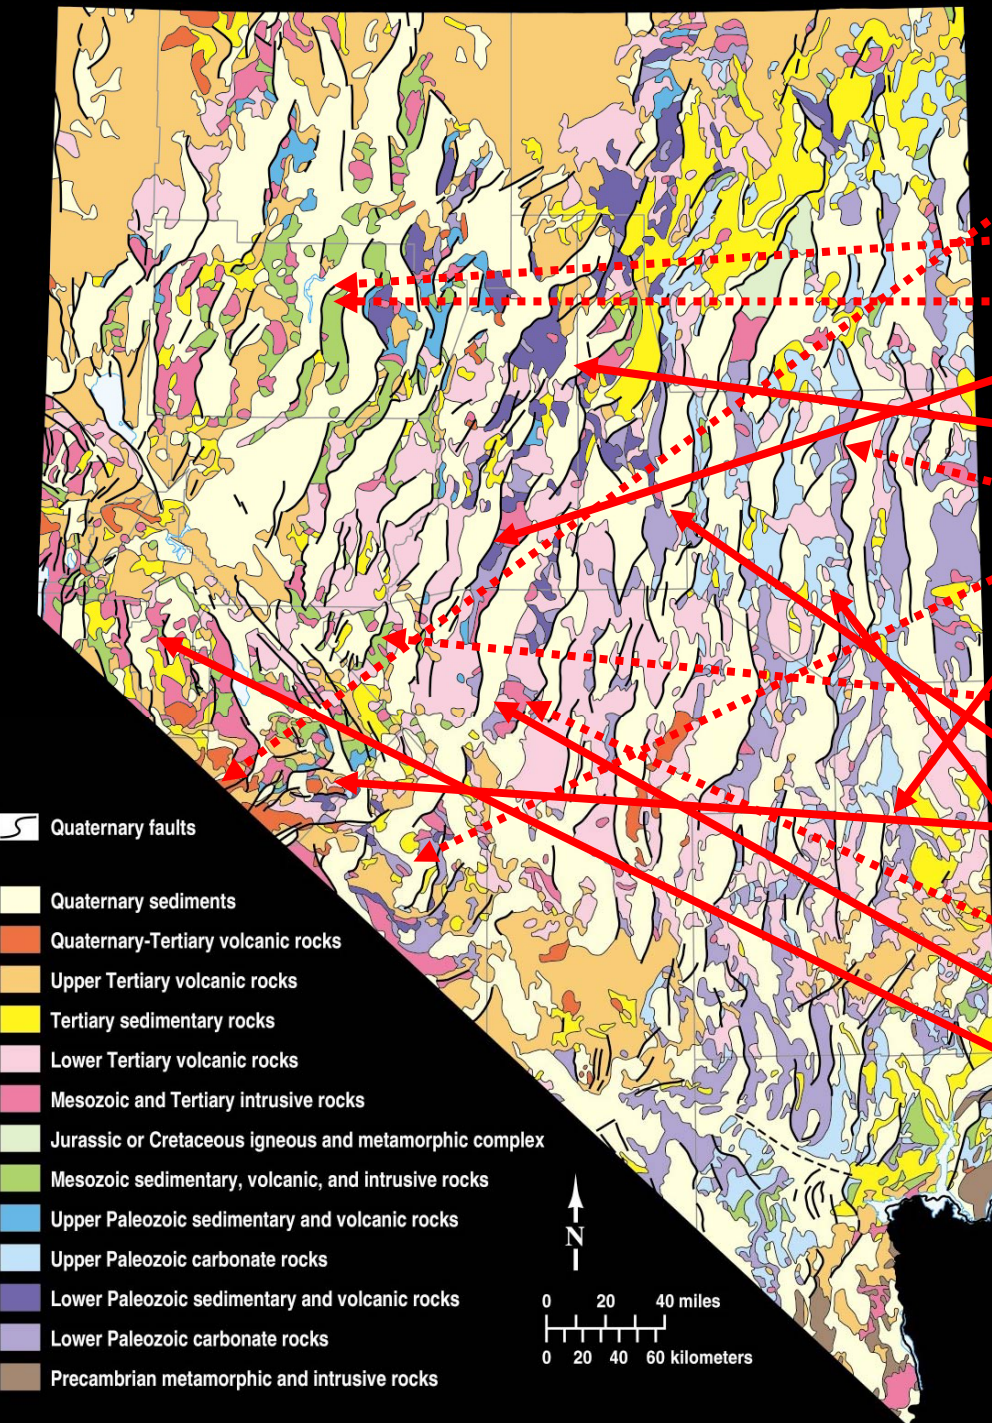 Quaternary faults
Quaternary sediments
Quaternary-Tertiary volcanic rocks
Upper Tertiary volcanic rocks
Tertiary sedimentary rocks
Lower Tertiary volcanic rocks
Mesozoic and Tertiary intrusive rocks
Jurassic or Cretaceous igneous and metamorphic complex
Mesozoic sedimentary, volcanic, and intrusive rocks
Upper Paleozoic sedimentary and volcanic rocks
Upper Paleozoic carbonate rocks
Lower Paleozoic sedimentary and volcanic rocks
Lower Paleozoic carbonate rocks
Precambrian metamorphic and intrusive rocks
N
0 20 40 miles
0 20 40 60 kilometers